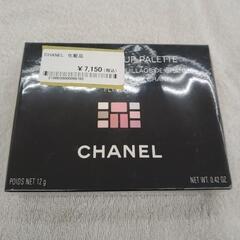 CHANEL 化粧品
¥7,150(税込)
UP PALETTE
CHANEL
POIDS NET 12 g
NET WT. 0.42 OZ.